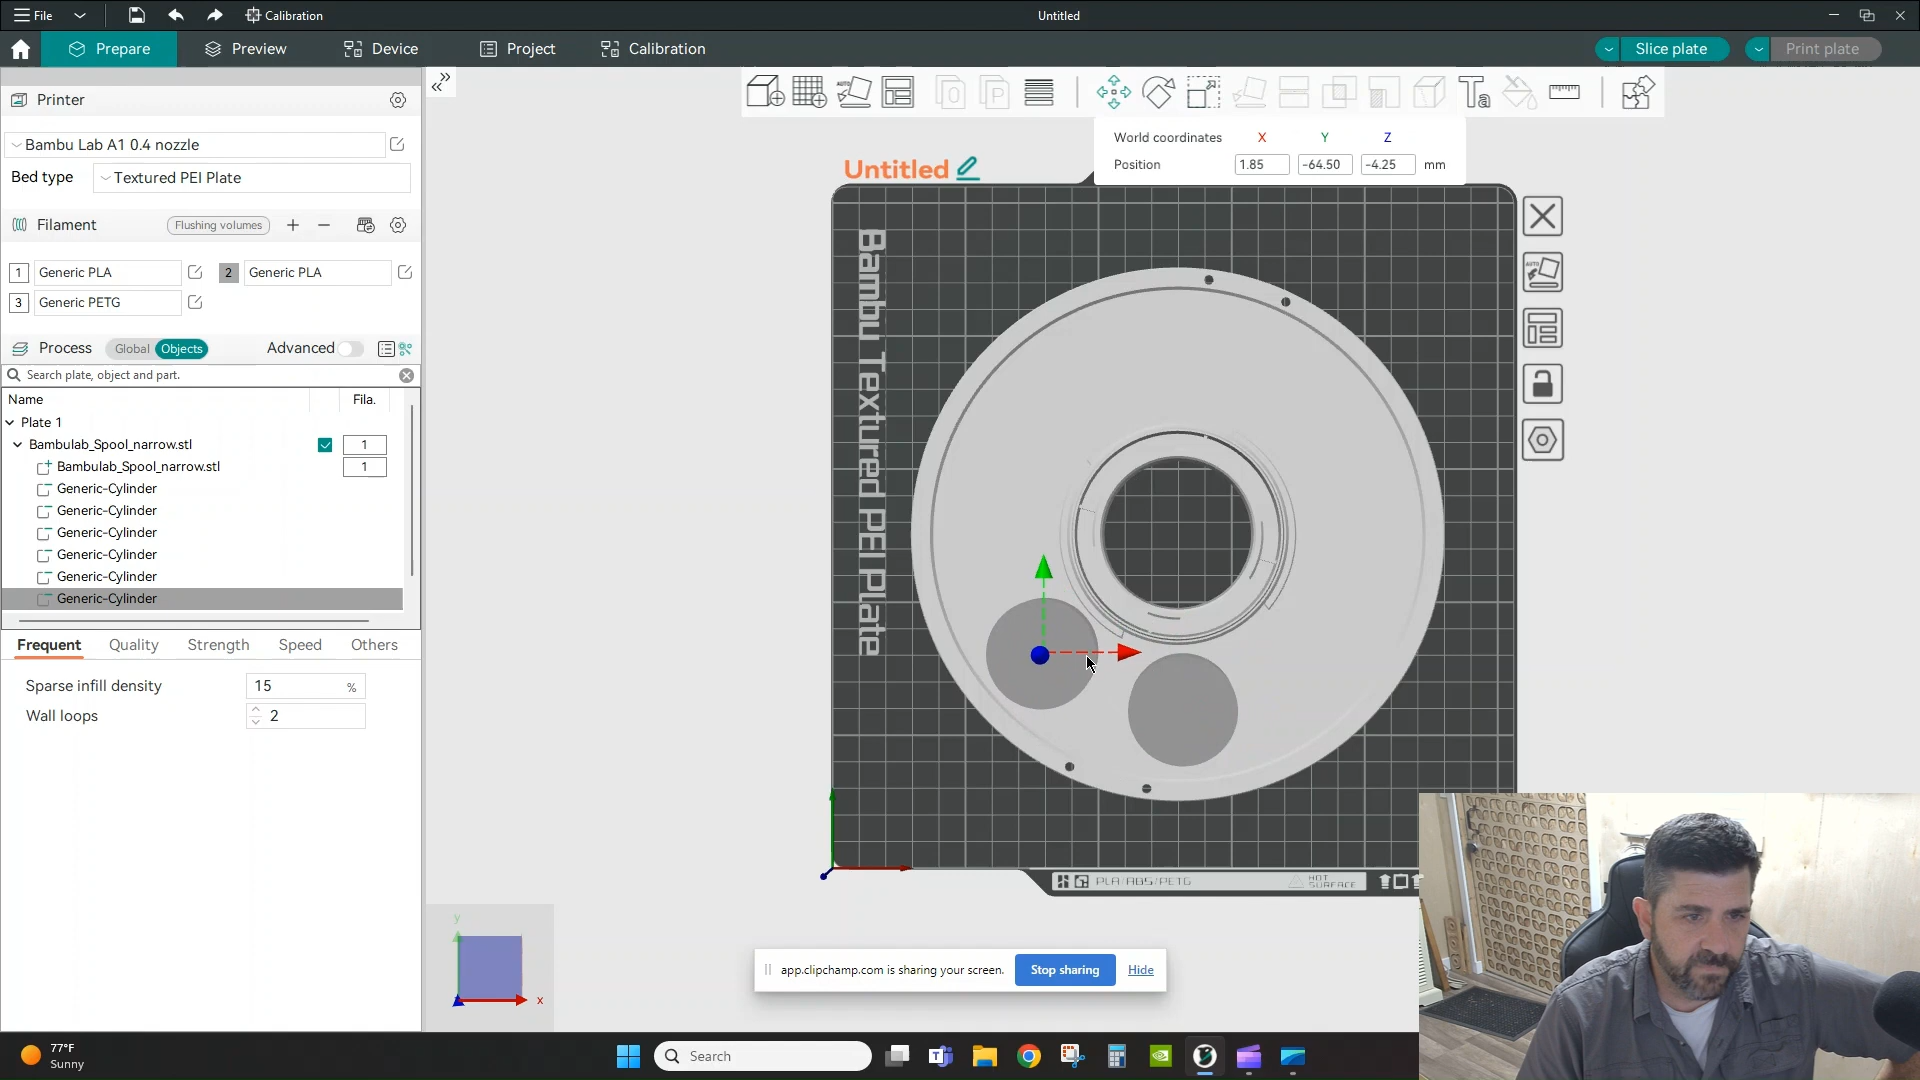 File
Calibration
Untitled
Prepare
Preview
Device
Project
Calibration
Slice plate
Print plate
Printer
Bambu Lab A1 0.4 nozzle
Bed type
Textured PEI Plate
Filament
Flushing volumes
1
Generic PLA
2
Generic PLA
3
Generic PETG
Process
Global
Objects
Advanced
Search plate, object and part.
Name
Fila.
Plate 1
Bambulab_Spool_narrow.stl
1
Bambulab_Spool_narrow.stl
1
Generic-Cylinder
Generic-Cylinder
Generic-Cylinder
Generic-Cylinder
Generic-Cylinder
Generic-Cylinder
Frequent
Quality
Strength
Speed
Others
Sparse infill density
15
%
Wall loops
2
World coordinates
X
Y
Z
Position
1.85
-64.50
-4.25
mm
Untitled
Bambu Textured PEI Plate
PLA/ABS/PETG
HOT
SURFACE
AUTO
AUTO
y
x
app.clipchamp.com is sharing your screen.
Stop sharing
Hide
77°F
Sunny
Search